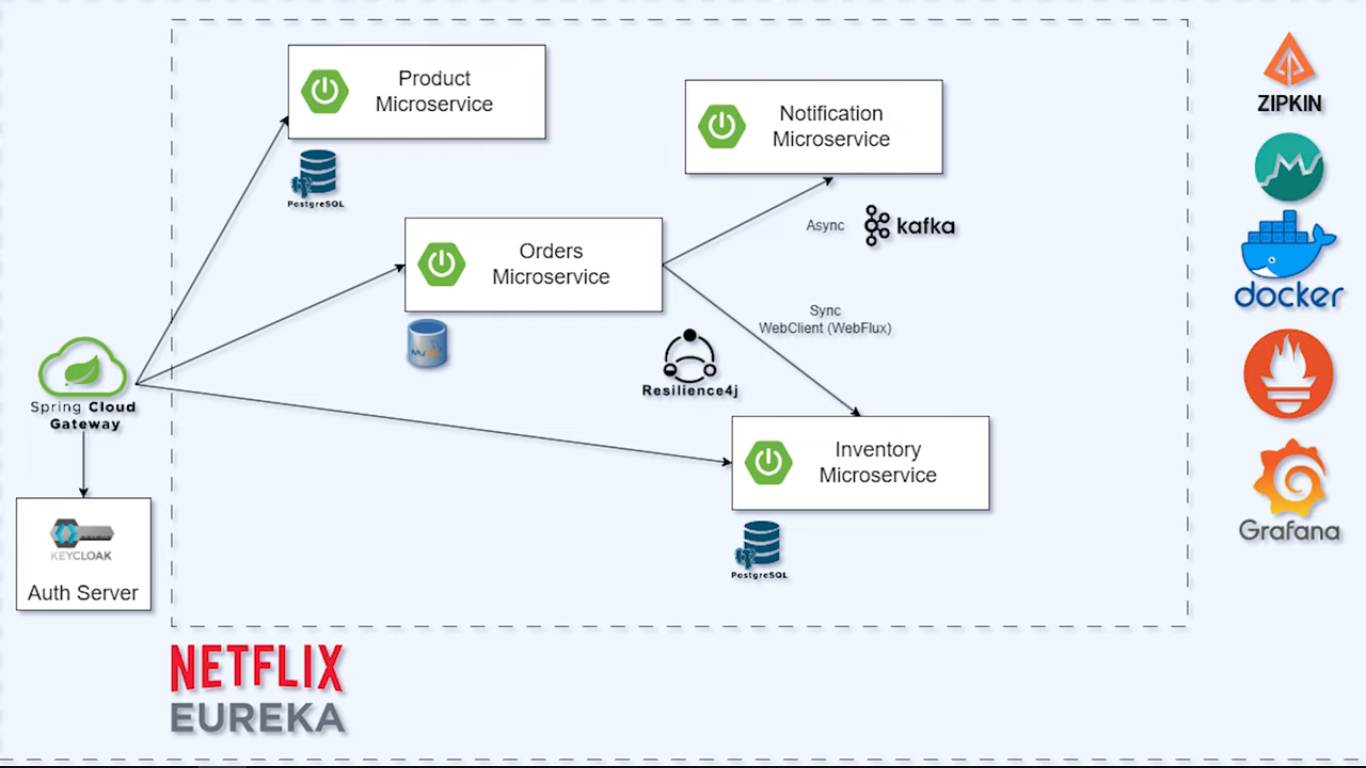 Product
Microservice
PostgreSQL
Notification
Microservice
Async
kafka
Orders
Microservice
MySQL
Sync
WebClient (WebFlux)
Resilience4j
Inventory
Microservice
PostgreSQL
Spring Cloud
Gateway
KEYCLOAK
Auth Server
NETFLIX
EUREKA
ZIPKIN
docker
Grafana